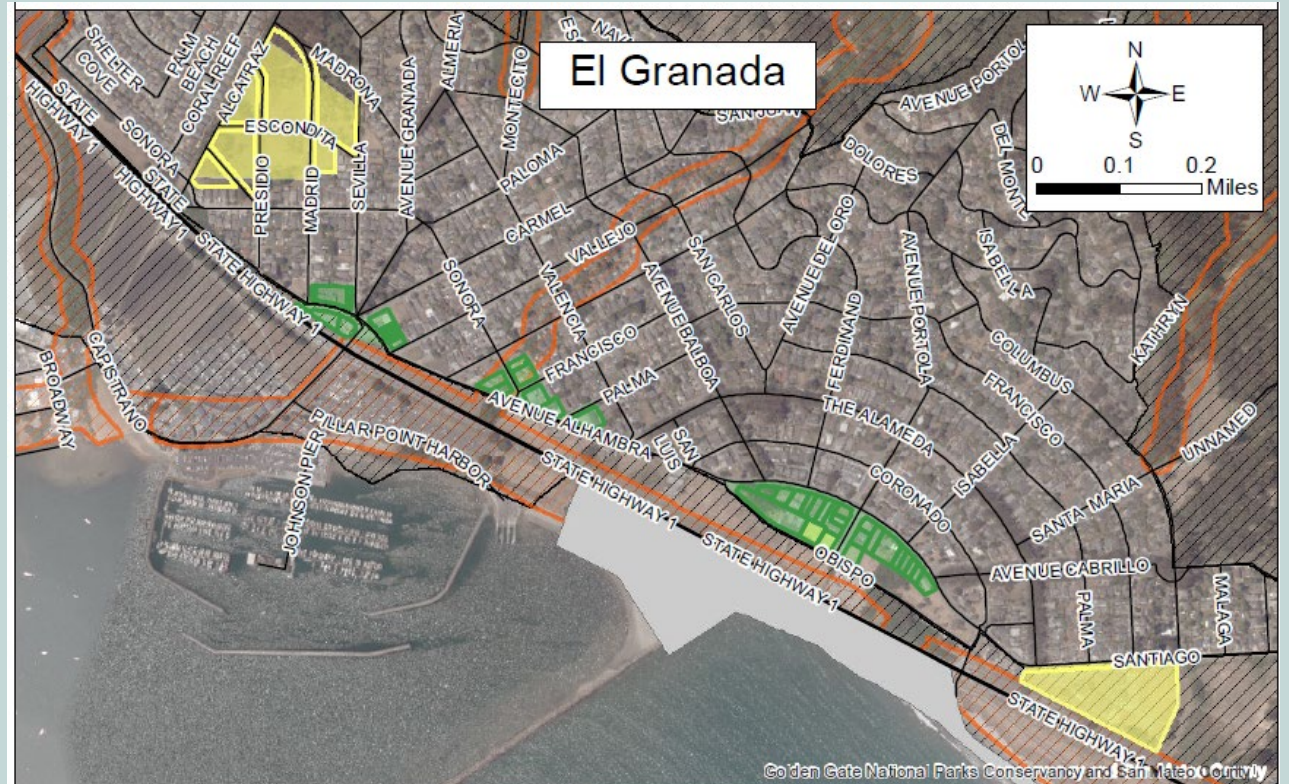 El Granada
N
W E
S
0 0.1 0.2
Miles
SHELTER
COVE
PALM
BEACH
CORAL REEF
ALCATRAZ
MADRONA
ALMERIA
AVENUE GRANADA
MONTECITO
SAN JUAN
AVENUE PORTOL
STATE
HIGHWAY 1
SONORA
STATE
HIGHWAY 1
ESCONDITA
PRESIDIO
MADRID
SEVILLA
PALOMA
CARMEL
VALLEJO
DOLORES
DEL MONTE
STATE HIGHWAY 1
STATE HIGHWAY 1
SONORA
VALENCIA
AVENUE BALBOA
SAN CARLOS
AVENUE DEL ORO
FERDINAND
AVENUE PORTOLA
ISABELLA
KATHRYN
COLUMBUS
FRANCISCO
FRANCISCO
PALMA
BROADWAY
CAPISTRANO
PILLAR POINT HARBOR
JOHNSON PIER
AVENUE ALHAMBRA
SAN
LUIS
THE ALAMEDA
CORONADO
ISABELLA
SANTA MARIA
UNNAMED
STATE HIGHWAY 1
STATE HIGHWAY 1
OBISPO
AVENUE CABRILLO
PALMA
MALAGA
SANTIAGO
STATE HIGHWAY 1
Golden Gate National Parks Conservancy and San Mateo County